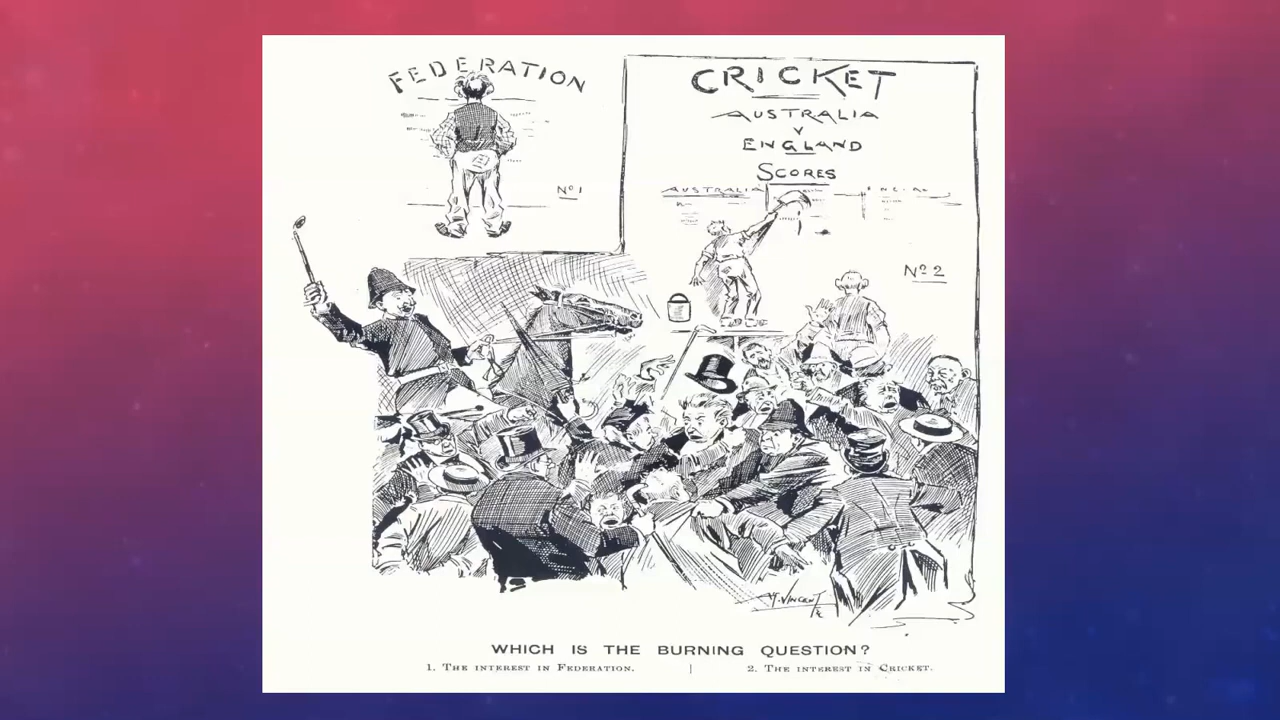 FEDERATION
No 1
CRICKET
AUSTRALIA
V
ENGLAND
SCORES
AUSTRALIA
No 2
VINCENT
WHICH IS THE BURNING QUESTION?
1. THE INTEREST IN FEDERATION. | 2. THE INTEREST IN CRICKET.